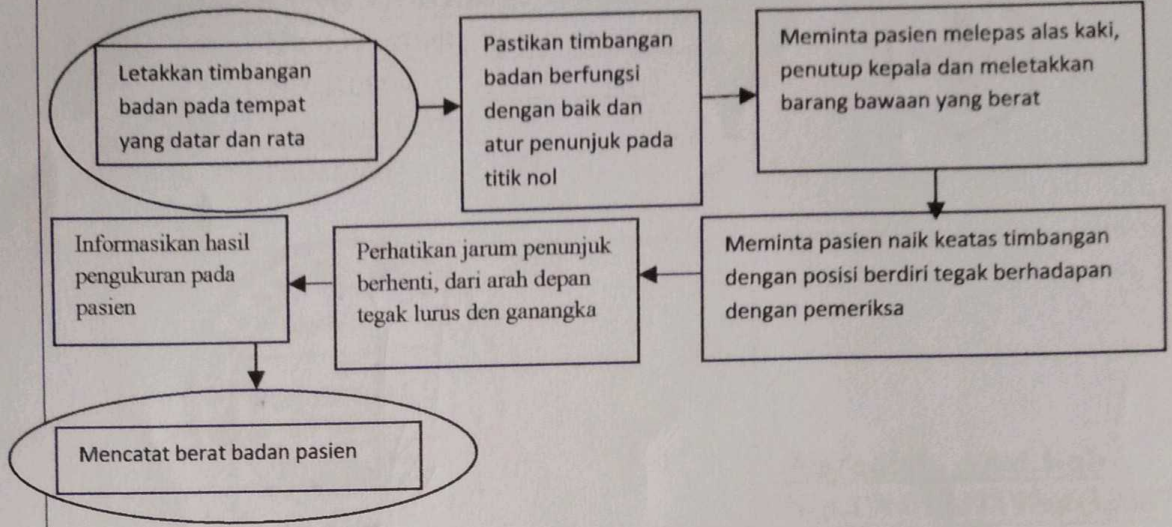 Letakkan timbangan
badan pada tempat
yang datar dan rata
Pastikan timbangan
badan berfungsi
dengan baik dan
atur penunjuk pada
titik nol
Meminta pasien melepas alas kaki,
penutup kepala dan meletakkan
barang bawaan yang berat
Meminta pasien naik keatas timbangan
dengan posisi berdiri tegak berhadapan
dengan pemeriksa
Perhatikan jarum penunjuk
berhenti, dari arah depan
tegak lurus den ganangka
Informasikan hasil
pengukuran pada
pasien
Mencatat berat badan pasien